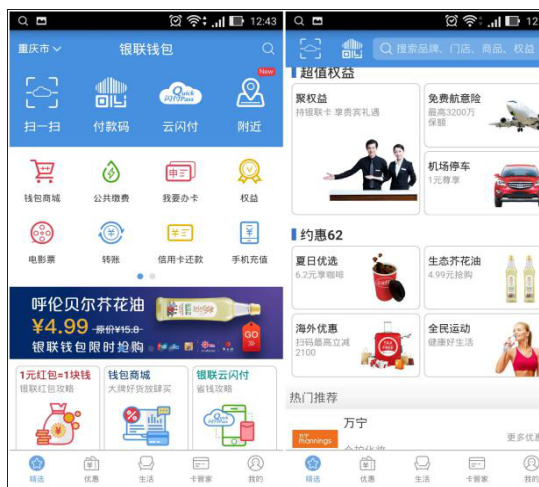 12:43
重庆市
银联钱包
Quick
闪付Pass
New
扫一扫
付款码
云闪付
附近
钱包商城
公共缴费
我要办卡
权益
电影票
转账
信用卡还款
手机充值
呼伦贝尔芥花油
¥4.99 原价¥15.8
银联钱包限时抢购
GO
1元红包=1块钱
银联红包攻略
钱包商城
大牌好货放肆买
银联云闪付
省钱攻略
精选
优惠
生活
卡管家
我的
12
搜索品牌、门店、商品、权益
超值权益
聚权益
持银联卡 享贵宾礼遇
免费航意险
最高3200万
保额
机场停车
1元尊享
约惠62
夏日优选
6.2元享咖啡
生态芥花油
4.99元抢购
海外优惠
扫码最高立减
2100
TAX
FREE
全民运动
健康好生活
热门推荐
mannings
万宁
更多优惠
精选
优惠
生活
卡管家
我的